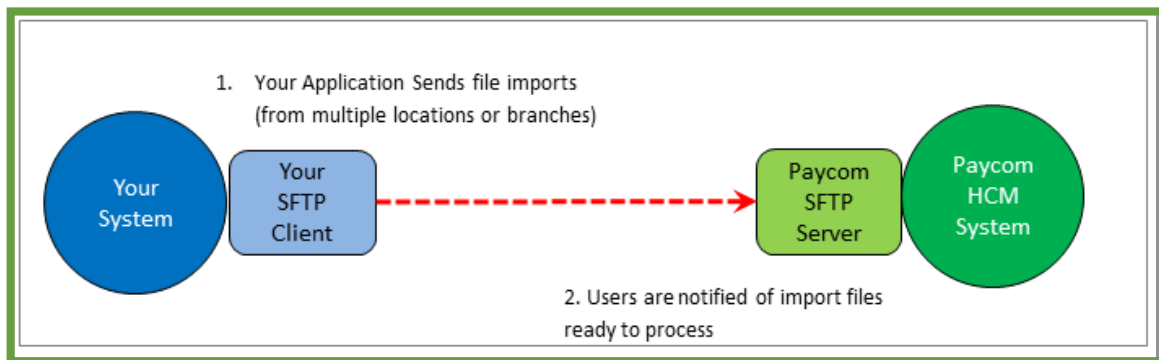 1. Your Application Sends file imports
(from multiple locations or branches)
Your
System
Your
SFTP
Client
Paycom
SFTP
Server
Paycom
HCM
System
2. Users are notified of import files
ready to process